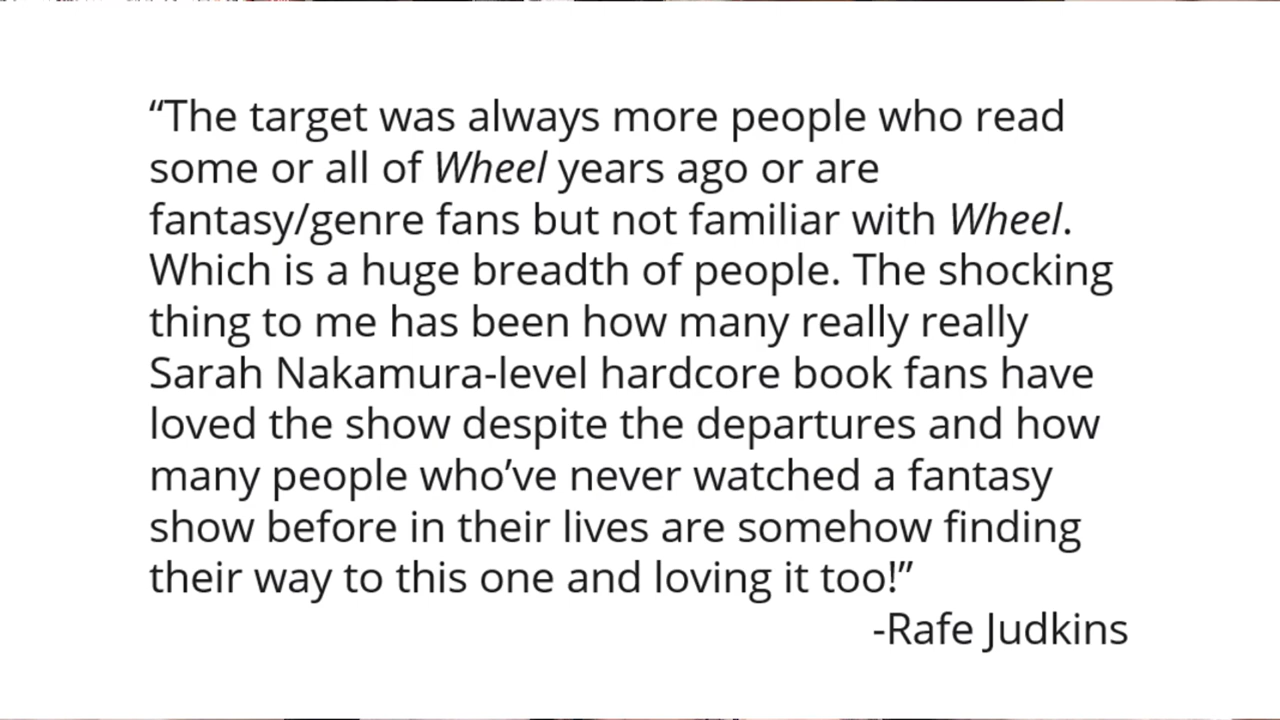 “The target was always more people who read
some or all of Wheel years ago or are
fantasy/genre fans but not familiar with Wheel.
Which is a huge breadth of people. The shocking
thing to me has been how many really really
Sarah Nakamura-level hardcore book fans have
loved the show despite the departures and how
many people who’ve never watched a fantasy
show before in their lives are somehow finding
their way to this one and loving it too!”
-Rafe Judkins